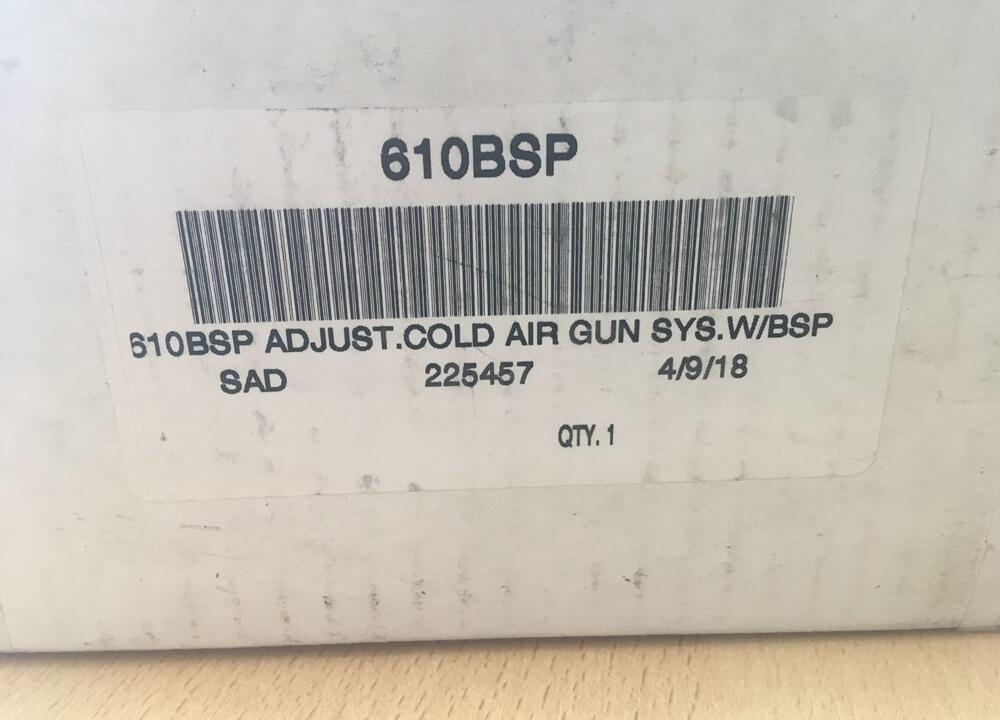 610BSP
610BSP ADJUST.COLD AIR GUN SYS.W/BSP
SAD 225457 4/9/18
QTY. 1